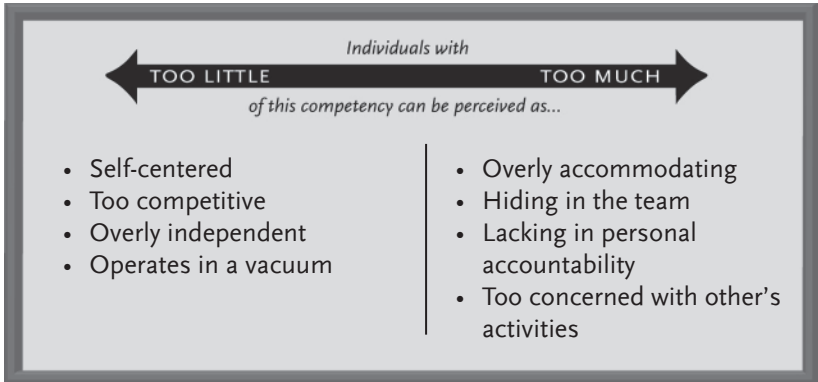 Individuals with
TOO LITTLE TOO MUCH
of this competency can be perceived as...
• Self-centered
• Too competitive
• Overly independent
• Operates in a vacuum
• Overly accommodating
• Hiding in the team
• Lacking in personal
accountability
• Too concerned with other's
activities